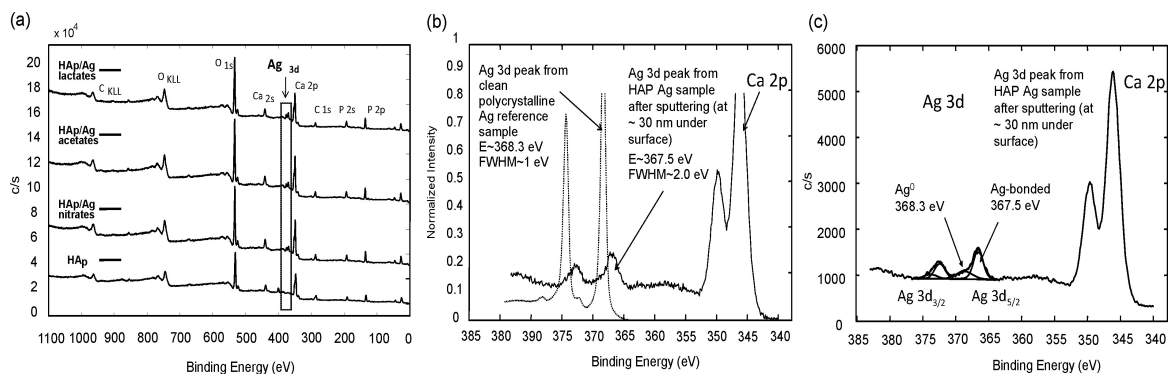 (a)
x 10⁴
20
18
16
14
12
10
8
6
4
2
0
c/s
HAp/Ag
lactates
HAp/Ag
acetates
HAp/Ag
nitrates
HAp
C KLL
O KLL
O 1s
Ag 3d
Ca 2s
Ca 2p
C 1s
P 2s
P 2p
1100 1000 900 800 700 600 500 400 300 200 100 0
Binding Energy (eV)
(b)
1
0.9
0.8
0.7
0.6
0.5
0.4
0.3
0.2
0.1
0
Normalized Intensity
Ag 3d peak from
clean
polycrystalline
Ag reference
sample
E~368.3 eV
FWHM~1 eV
Ag 3d peak from
HAP Ag sample
after sputtering (at
~ 30 nm under
surface)
E~367.5 eV
FWHM~2.0 eV
Ca 2p
385 375 370 365 360 355 350 345 340
Binding Energy (eV)
(c)
6000
5000
4000
3000
2000
1000
0
c/s
Ag 3d
Ag 3d peak from
HAP Ag sample
after sputtering (at
~ 30 nm under
surface)
Ca 2p
Ag⁰
368.3 eV
Ag-bonded
367.5 eV
Ag 3d3/2
Ag 3d5/2
385 380 375 370 365 360 355 350 345 340
Binding Energy (eV)